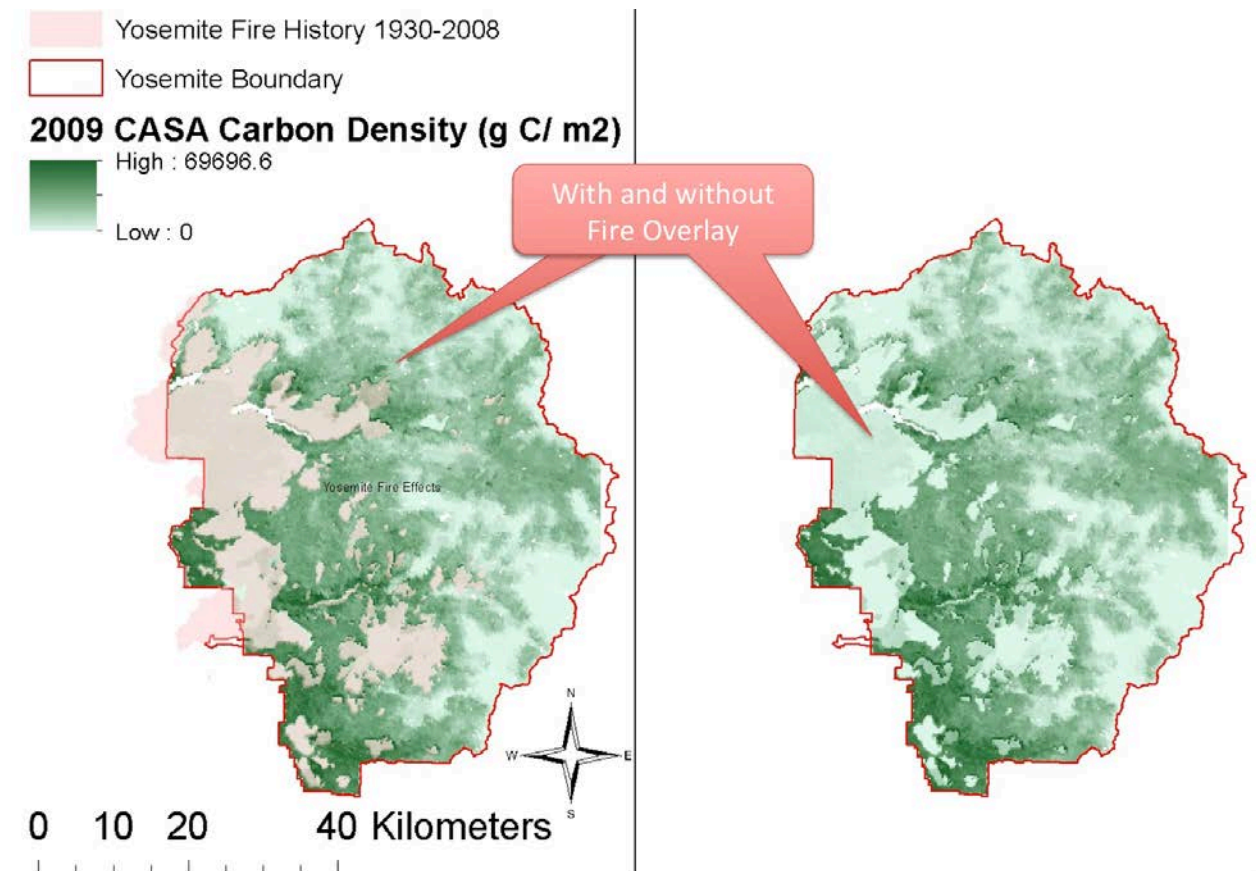 Yosemite Fire History 1930-2008
Yosemite Boundary
2009 CASA Carbon Density (g C/ m2)
High : 69696.6
Low : 0
With and without
Fire Overlay
Yosemite Fire Effects
N
W
E
S
0 10 20 40 Kilometers